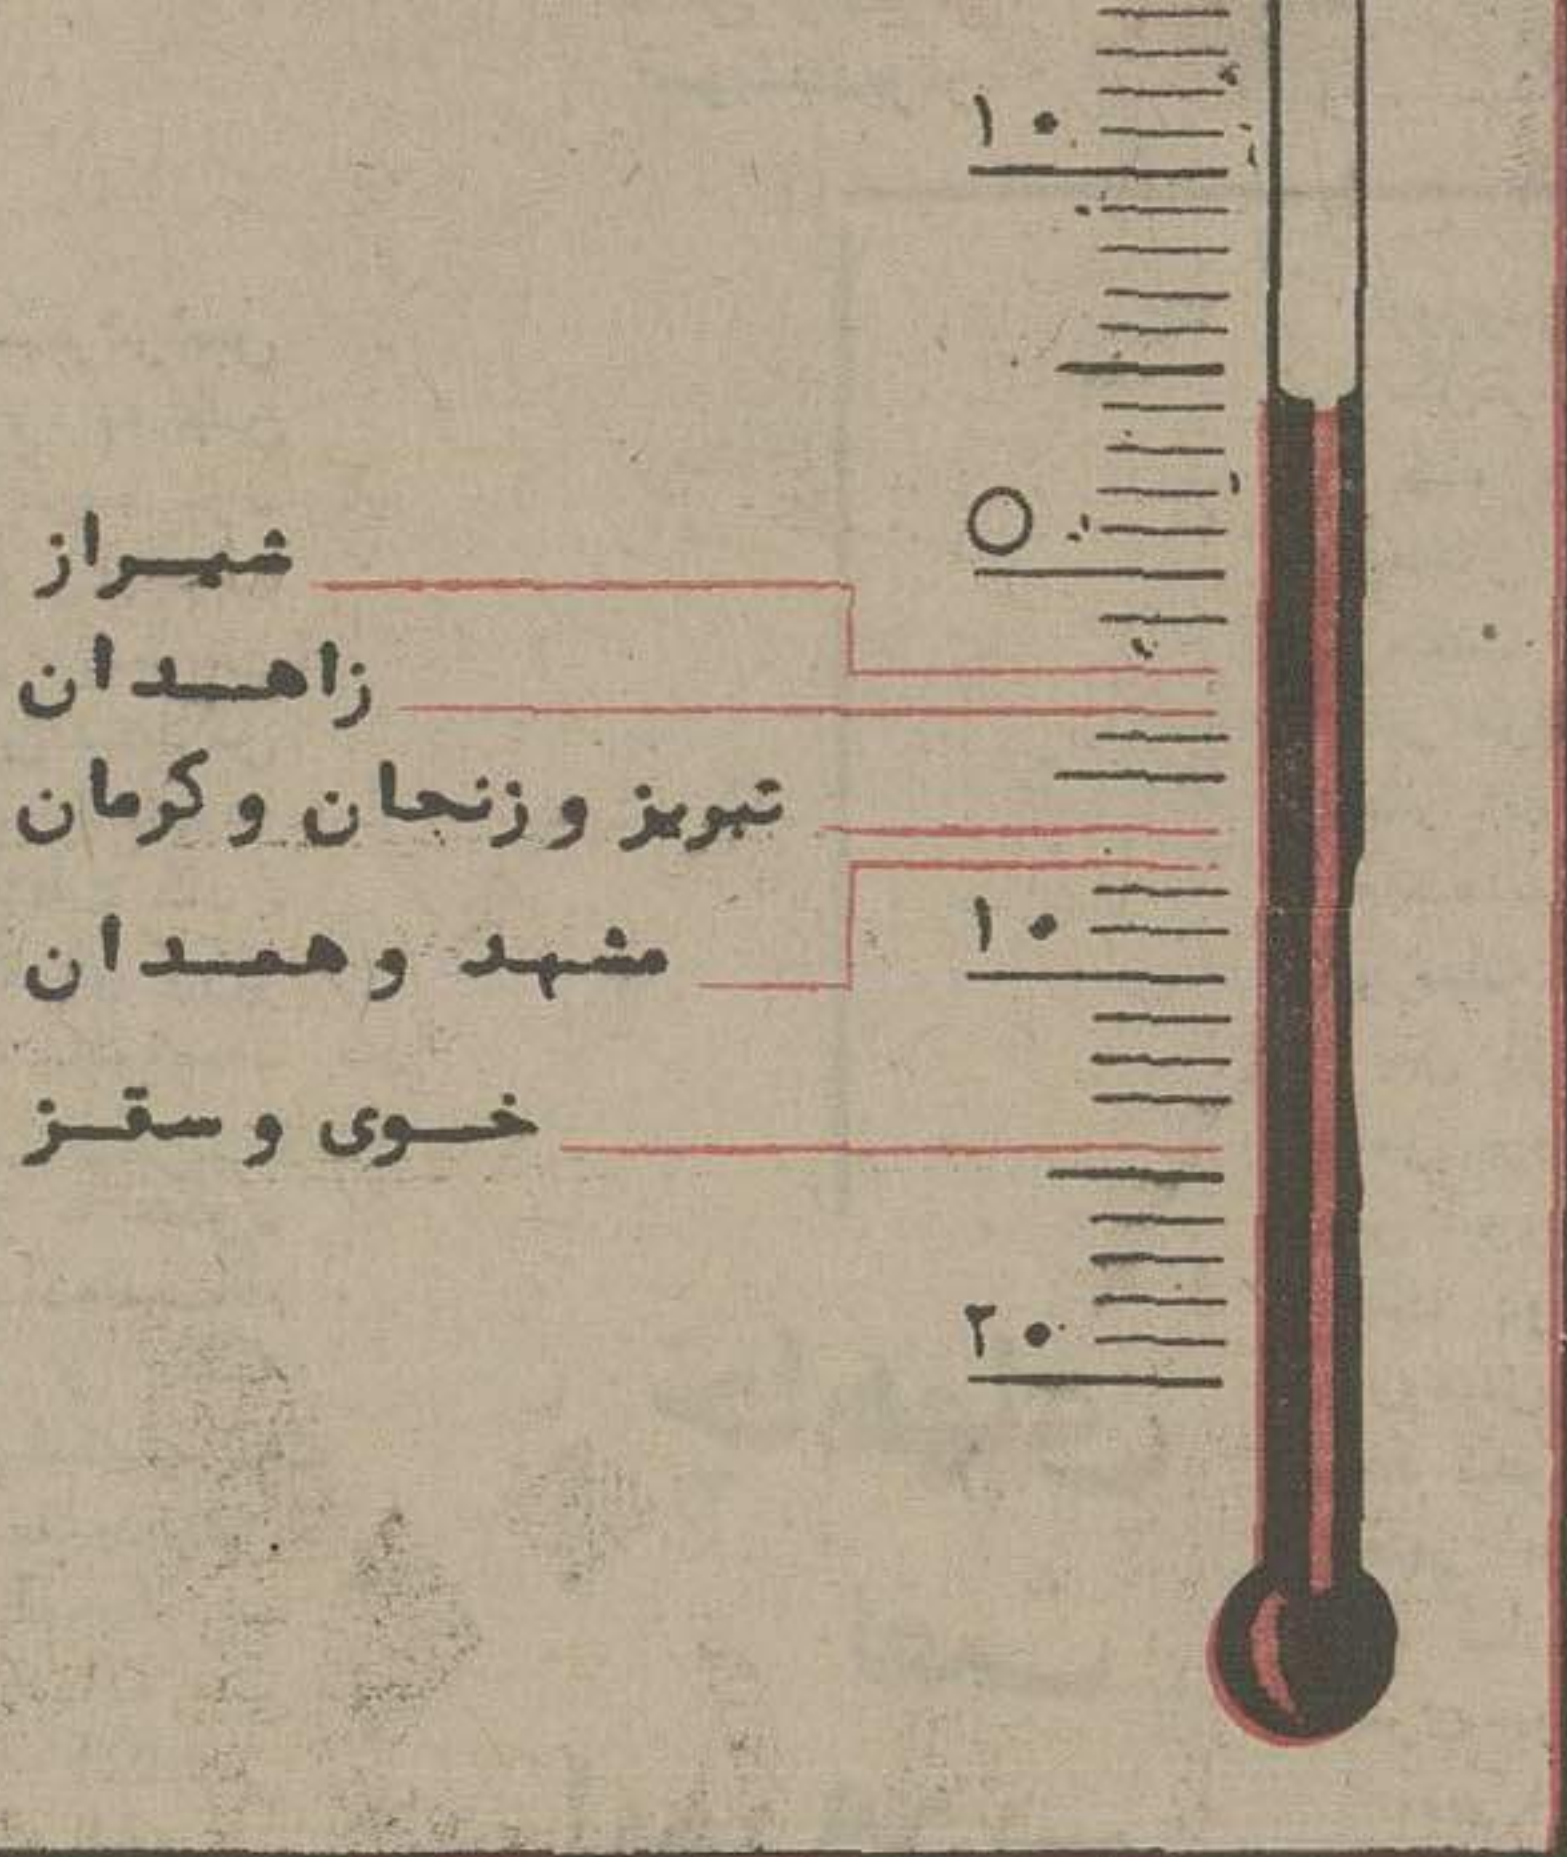 ۱۰
۰
شیراز
زاهدان
تبریز و زنجان و کرمان
مشهد و همدان
۱۰
خوی و سقز
۲۰